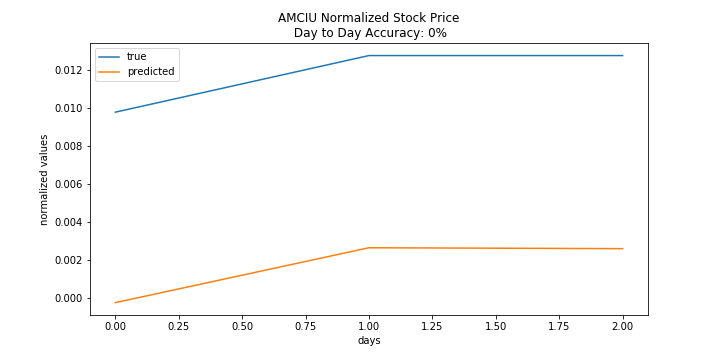 AMCIU Normalized Stock Price
Day to Day Accuracy: 0%
true
predicted
normalized values
0.012
0.010
0.008
0.006
0.004
0.002
0.000
0.00 0.25 0.50 0.75 1.00 1.25 1.50 1.75 2.00
days